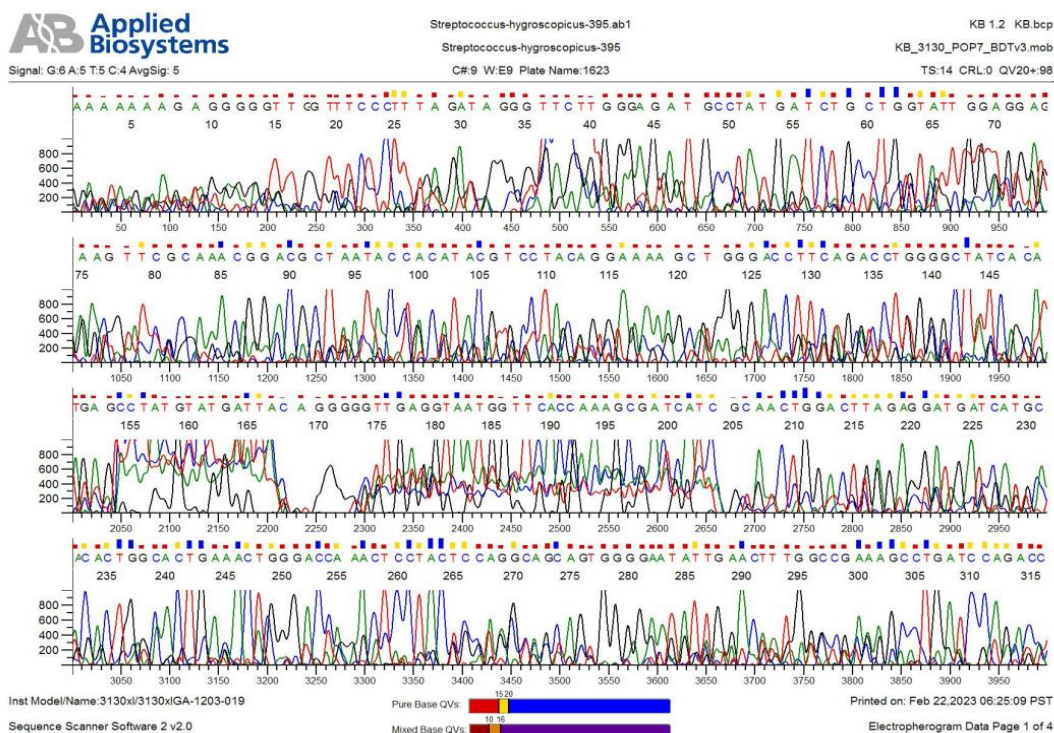 AB Applied Biosystems
Streptococcus-hygroscopicus-395.ab1
KB 1.2 KB.bcp
Streptococcus-hygroscopicus-395
KB_3130_POP7_BDTv3.mob
Signal: G:6 A:5 T:5 C:4 AvgSig: 5
C#:9 W:E9 Plate Name:1623
TS:14 CRL:0 QV20+:98
A A A A A A A G A G G G G G T T G G T T T C C C T T T A G A T A G G G T T C T T G G G A G A T G C C T A T G A T C T G C T G G T A T T G G A G G A G
5 10 15 20 25 30 35 40 45 50 55 60 65 70
800
600
400
200
50 100 150 200 250 300 350 400 450 500 550 600 650 700 750 800 850 900 950
A A G T T C G C A A A C G G A C G C T A A T A C C A C A T A C G T C C T A C A G G A A A A A G C T G G G A C C T T C A G A C C T G G G G C T A T C A C A
75 80 85 90 95 100 105 110 115 120 125 130 135 140 145
800
600
400
200
1050 1100 1150 1200 1250 1300 1350 1400 1450 1500 1550 1600 1650 1700 1750 1800 1850 1900 1950
T G A G C C T A T G T A T G A T T A C A G G G G G T T G A G G T A A T G G T T C A C C A A A G C G A T C A T C G C A A C T G G A C T T A G A G G A T G A T C A T G C
155 160 165 170 175 180 185 190 195 200 205 210 215 220 225 230
800
600
400
200
2050 2100 2150 2200 2250 2300 2350 2400 2450 2500 2550 2600 2650 2700 2750 2800 2850 2900 2950
A C A C T G G C A C T G A A A C T G G G A C C A A A C T C C T A C T C C A G G C A G C A G T G G G G A A T A T T G A A C T T T G G C C G A A A G C C T G A T C C A G A C C
235 240 245 250 255 260 265 270 275 280 285 290 295 300 305 310 315
800
600
400
200
3050 3100 3150 3200 3250 3300 3350 3400 3450 3500 3550 3600 3650 3700 3750 3800 3850 3900 3950
Inst Model/Name:3130xl/3130xlGA-1203-019
Pure Base QVs:
15 20
Printed on: Feb 22,2023 06:25:09 PST
Sequence Scanner Software 2 v2.0
Mixed Base QVs:
10 16
Electropherogram Data Page 1 of 4